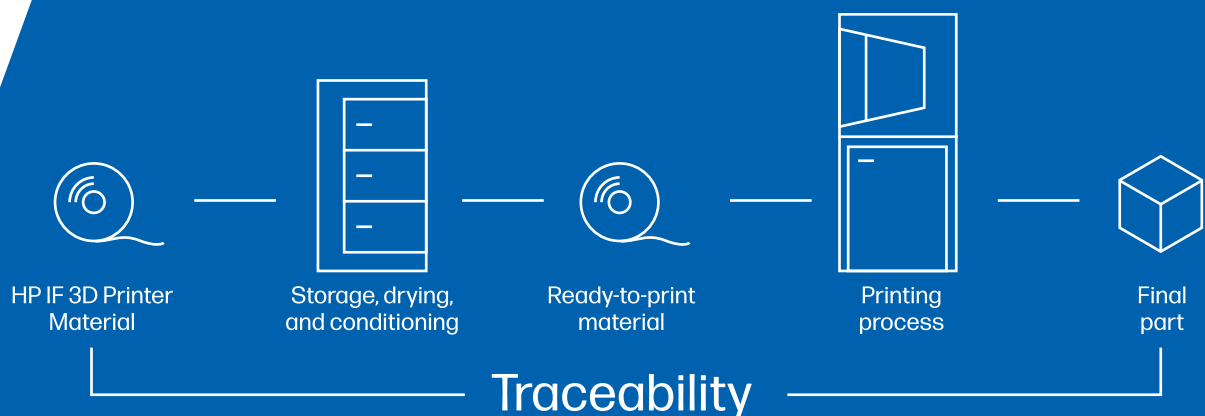 HP IF 3D Printer
Material
Storage, drying,
and conditioning
Ready-to-print
material
Printing
process
Final
part
Traceability